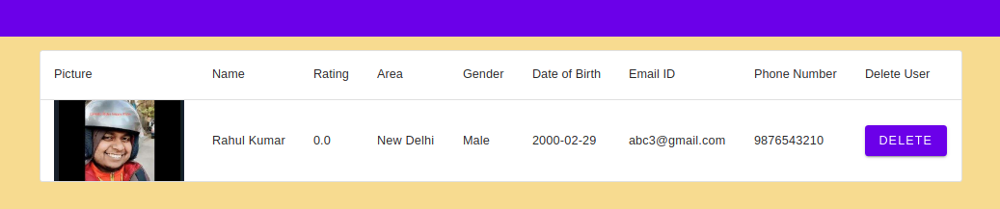 Picture Name Rating Area Gender Date of Birth Email ID Phone Number Delete User
Rahul Kumar 0.0 New Delhi Male 2000-02-29 abc3@gmail.com 9876543210 DELETE